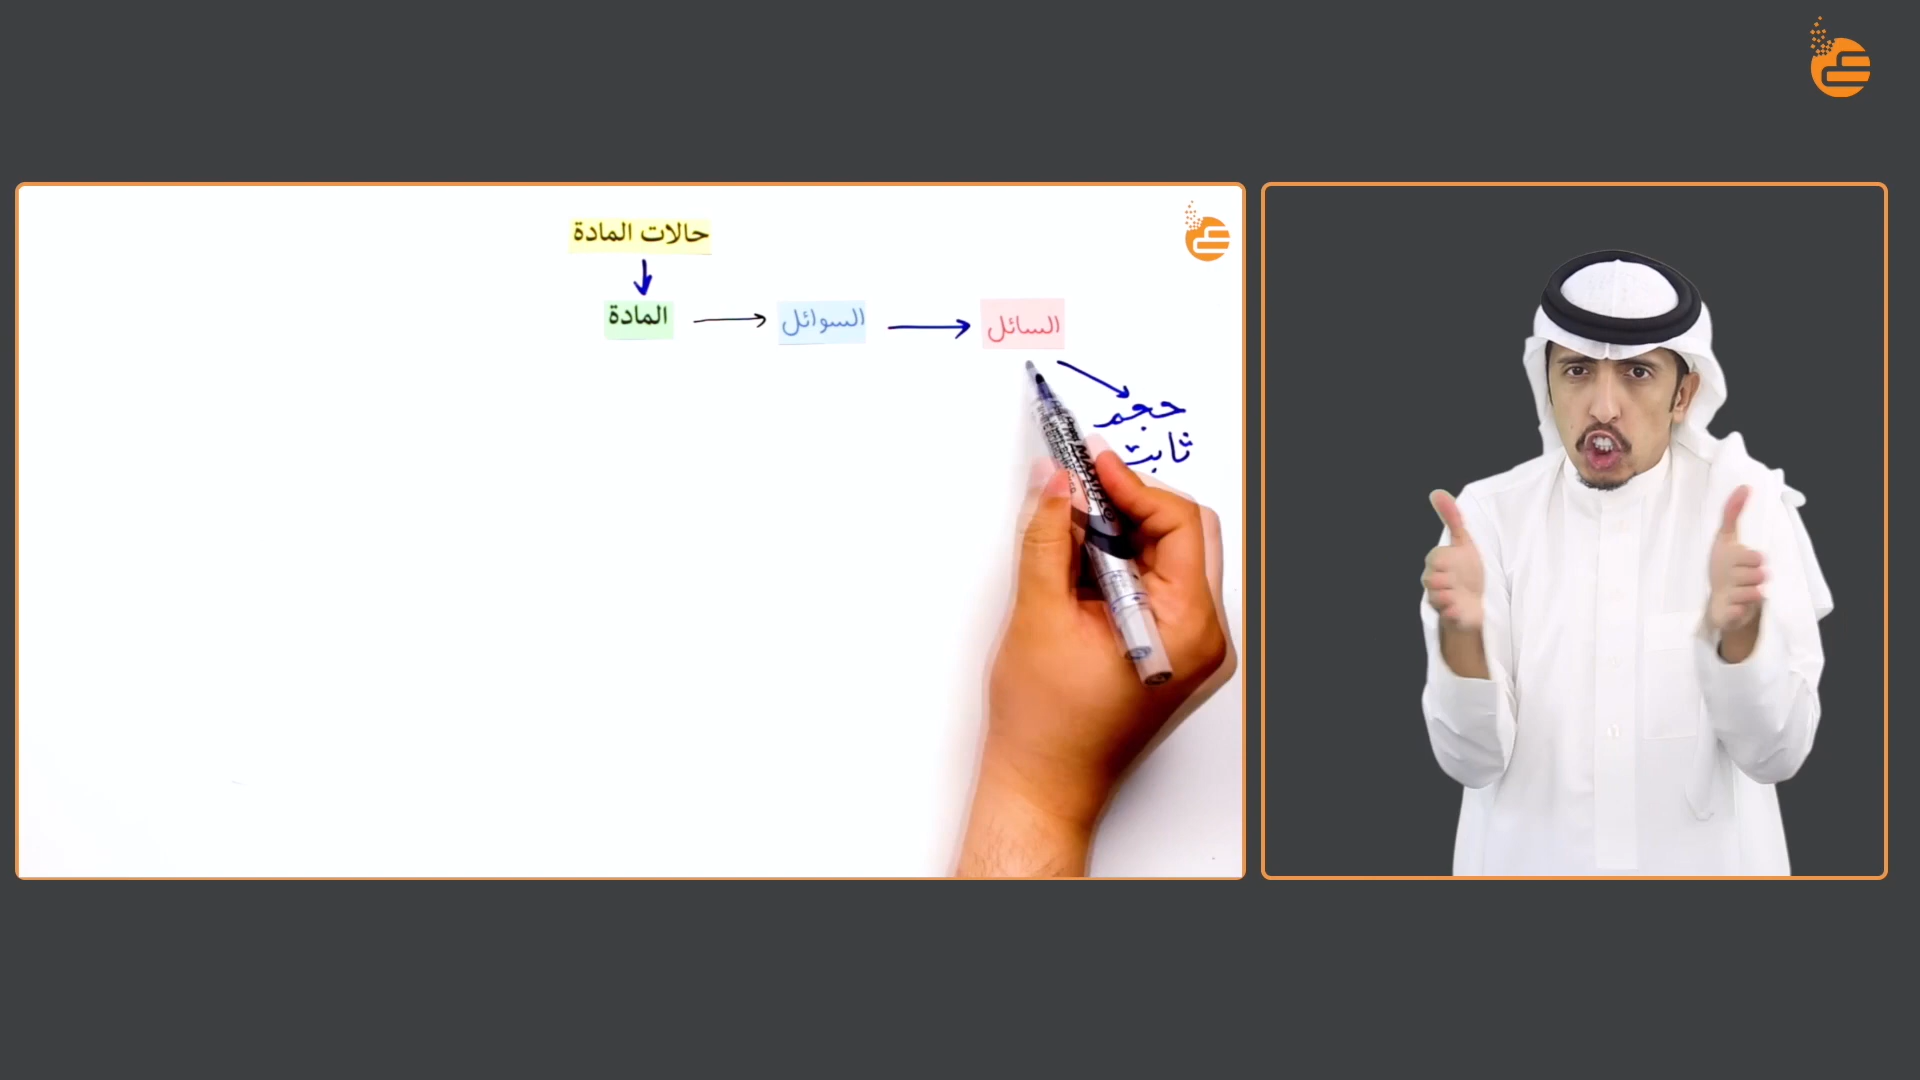 حالات المادة
المادة
السوائل
السائل
حجم
ثابت